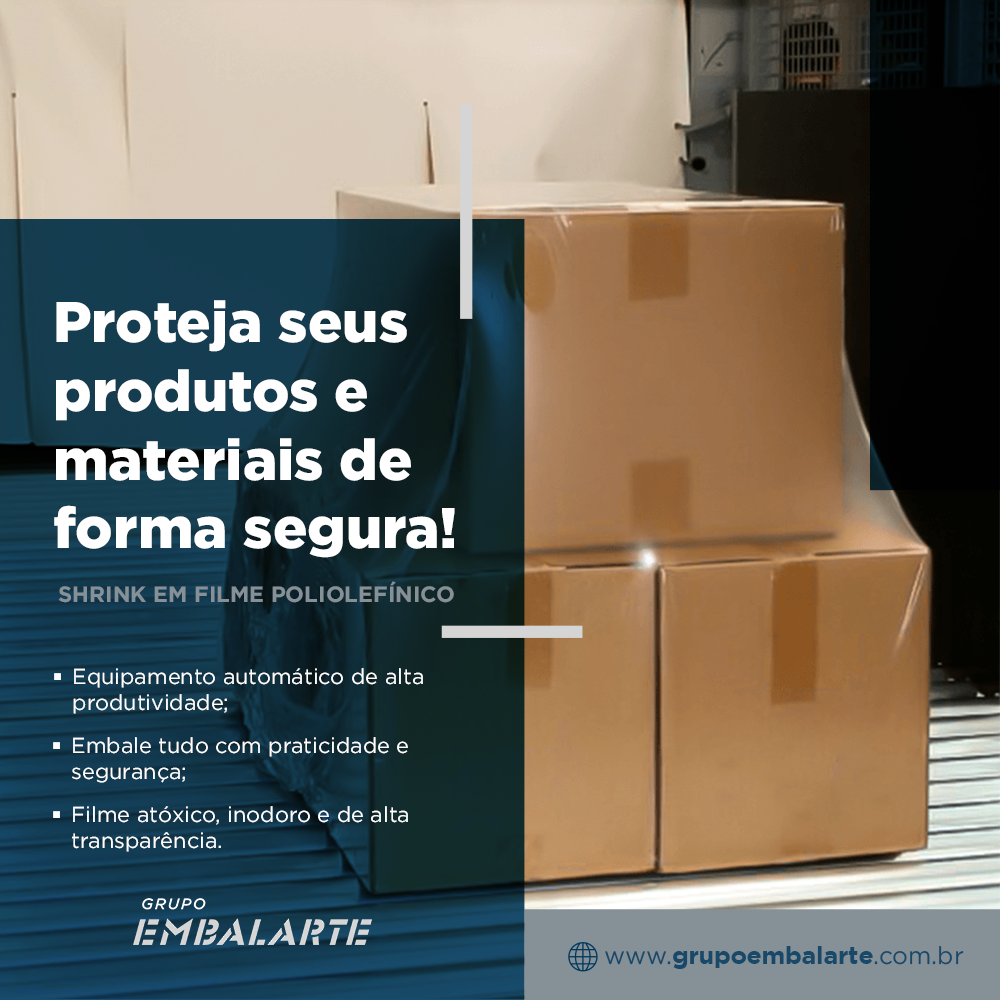 Proteja seus
produtos e
materiais de
forma segura!
SHRINK EM FILME POLIOLEFÍNICO
▪ Equipamento automático de alta
produtividade;
▪ Embale tudo com praticidade e
segurança;
▪ Filme atóxico, inodoro e de alta
transparência.
GRUPO
EMBALARTE
www.grupoembalarte.com.br